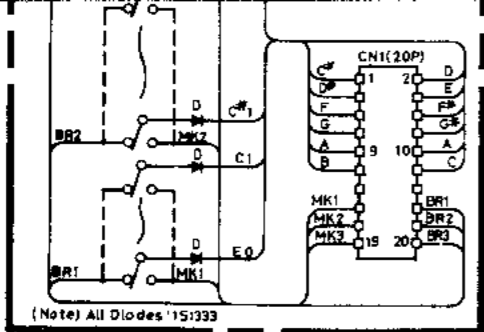 CN1(20P)
C# 1 2 D
D# E
F F#
G G#
A 9 10 A
B C
MK1 BR1
MK2 BR2
MK3 19 20 BR3
D C#1
BR2 MK2
D C1
D E0
BR1 MK1
(Note) All Diodes 1S1333